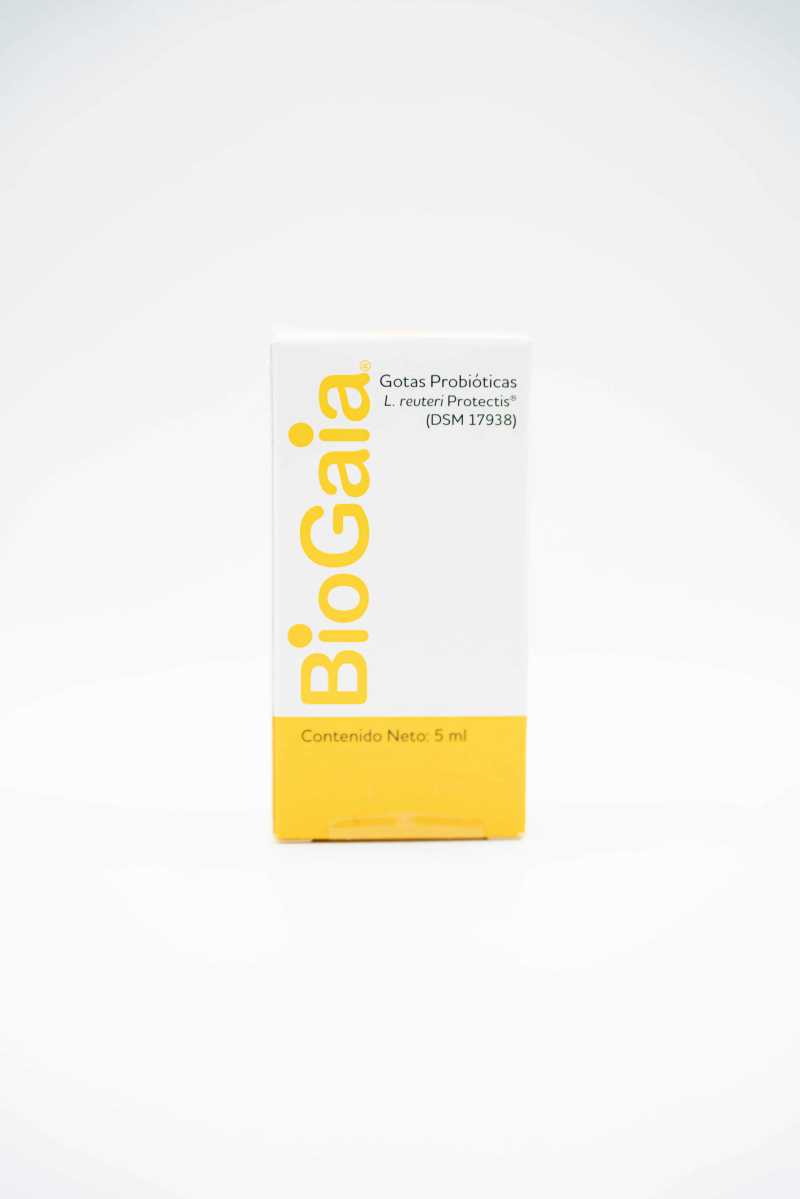 BioGaia®
Gotas Probióticas
L. reuteri Protectis®
(DSM 17938)
Contenido Neto: 5 ml